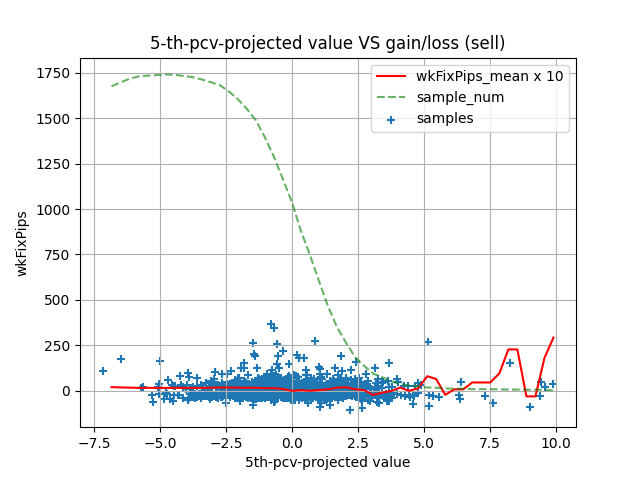 5-th-pcv-projected value VS gain/loss (sell)
wkFixPips_mean x 10
sample_num
samples
wkFixPips
1750
1500
1250
1000
750
500
250
0
−7.5 −5.0 −2.5 0.0 2.5 5.0 7.5 10.0
5th-pcv-projected value